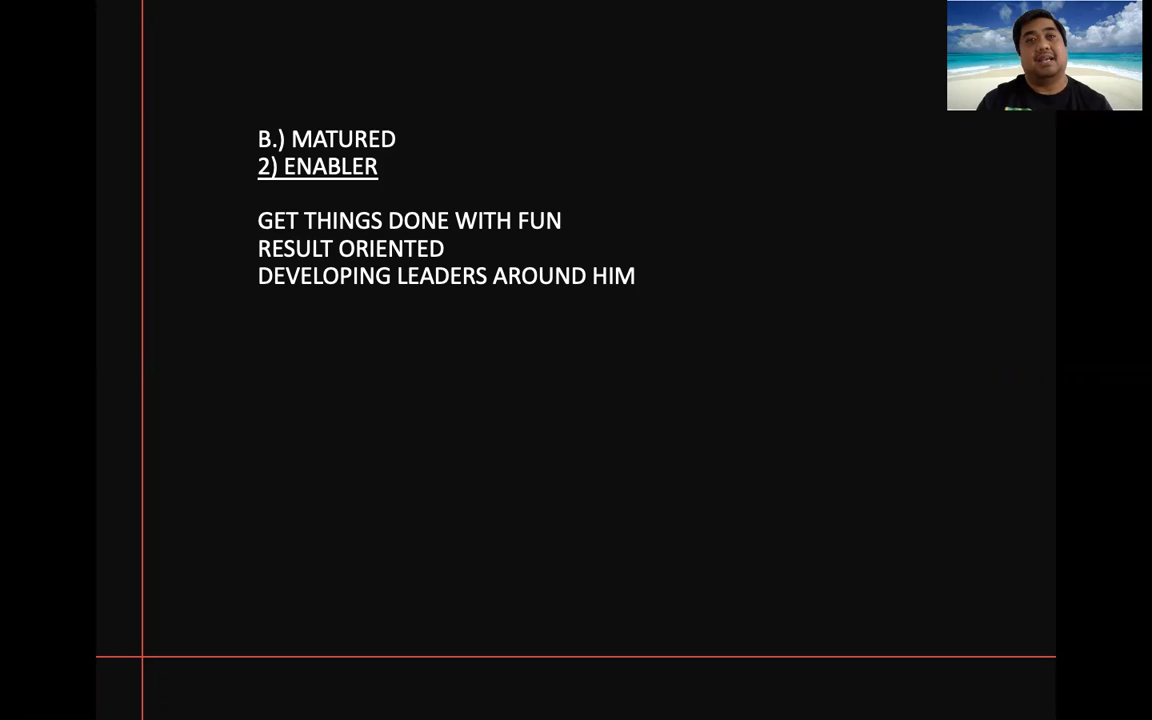 B.) MATURED
2) ENABLER
GET THINGS DONE WITH FUN
RESULT ORIENTED
DEVELOPING LEADERS AROUND HIM